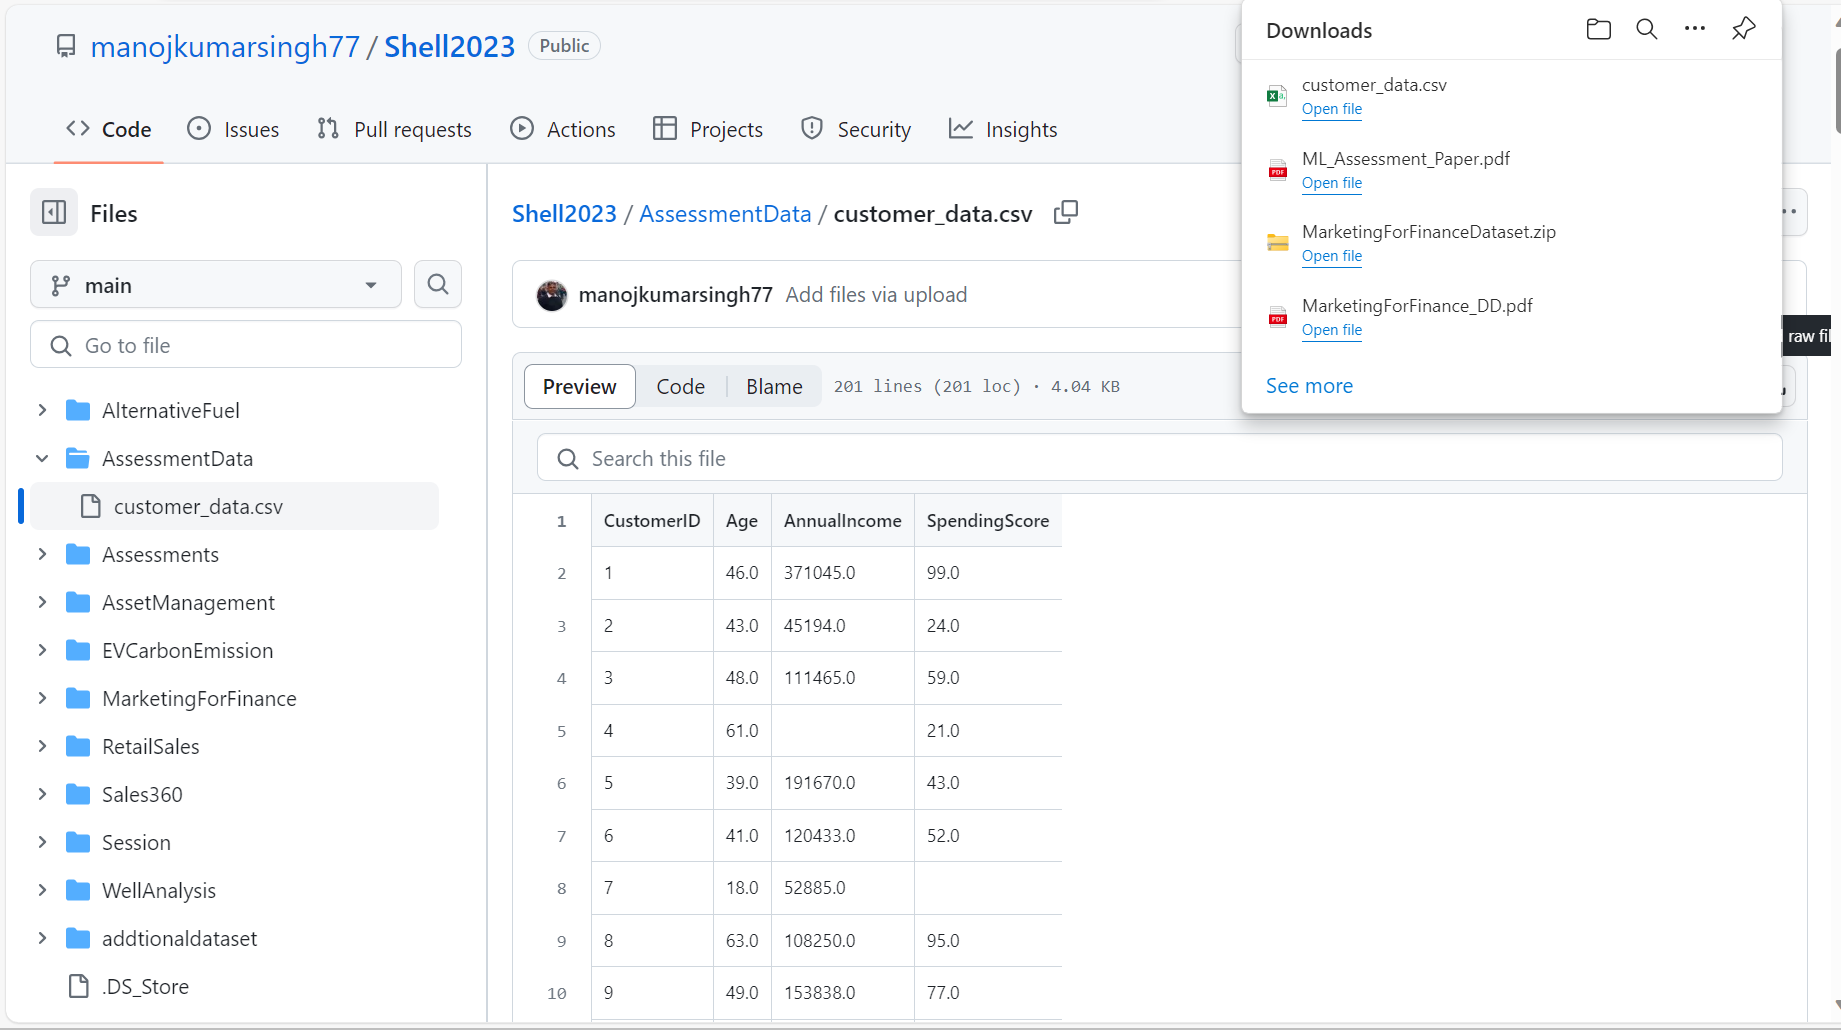 manojkumarsingh77 / Shell2023 Public
Code Issues Pull requests Actions Projects Security Insights
Files
main
Go to file
AlternativeFuel
AssessmentData
customer_data.csv
Assessments
AssetManagement
EVCarbonEmission
MarketingForFinance
RetailSales
Sales360
Session
WellAnalysis
addtionaldataset
.DS_Store
Shell2023 / AssessmentData / customer_data.csv
manojkumarsingh77 Add files via upload
Preview Code Blame 201 lines (201 loc) · 4.04 KB
Search this file
1 CustomerID Age AnnualIncome SpendingScore
2 1 46.0 371045.0 99.0
3 2 43.0 45194.0 24.0
4 3 48.0 111465.0 59.0
5 4 61.0 21.0
6 5 39.0 191670.0 43.0
7 6 41.0 120433.0 52.0
8 7 18.0 52885.0
9 8 63.0 108250.0 95.0
10 9 49.0 153838.0 77.0
Downloads
customer_data.csv
Open file
ML_Assessment_Paper.pdf
Open file
MarketingForFinanceDataset.zip
Open file
MarketingForFinance_DD.pdf
Open file
See more
raw